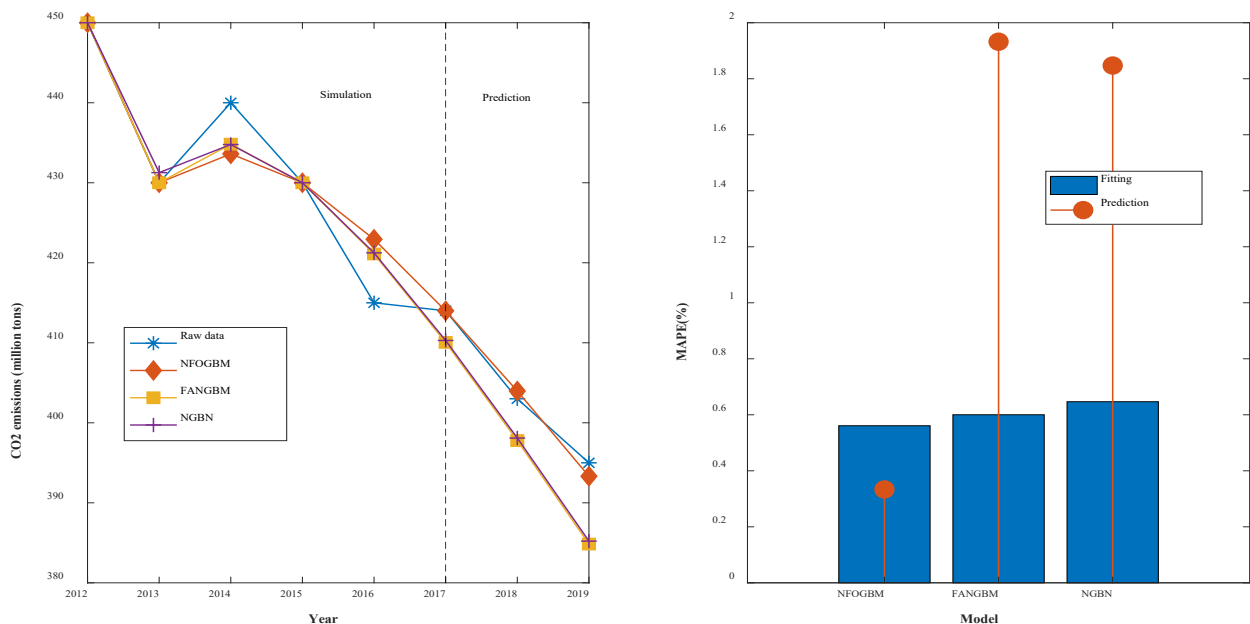 450
440
430
420
410
400
390
380
CO2 emissions (million tons)
Simulation
Prediction
Raw data
NFOGBM
FANGBM
NGBN
2012
2013
2014
2015
2016
2017
2018
2019
Year
2
1.8
1.6
1.4
1.2
1
0.8
0.6
0.4
0.2
0
MAPE(%)
Fitting
Prediction
NFOGBM
FANGBM
NGBN
Model